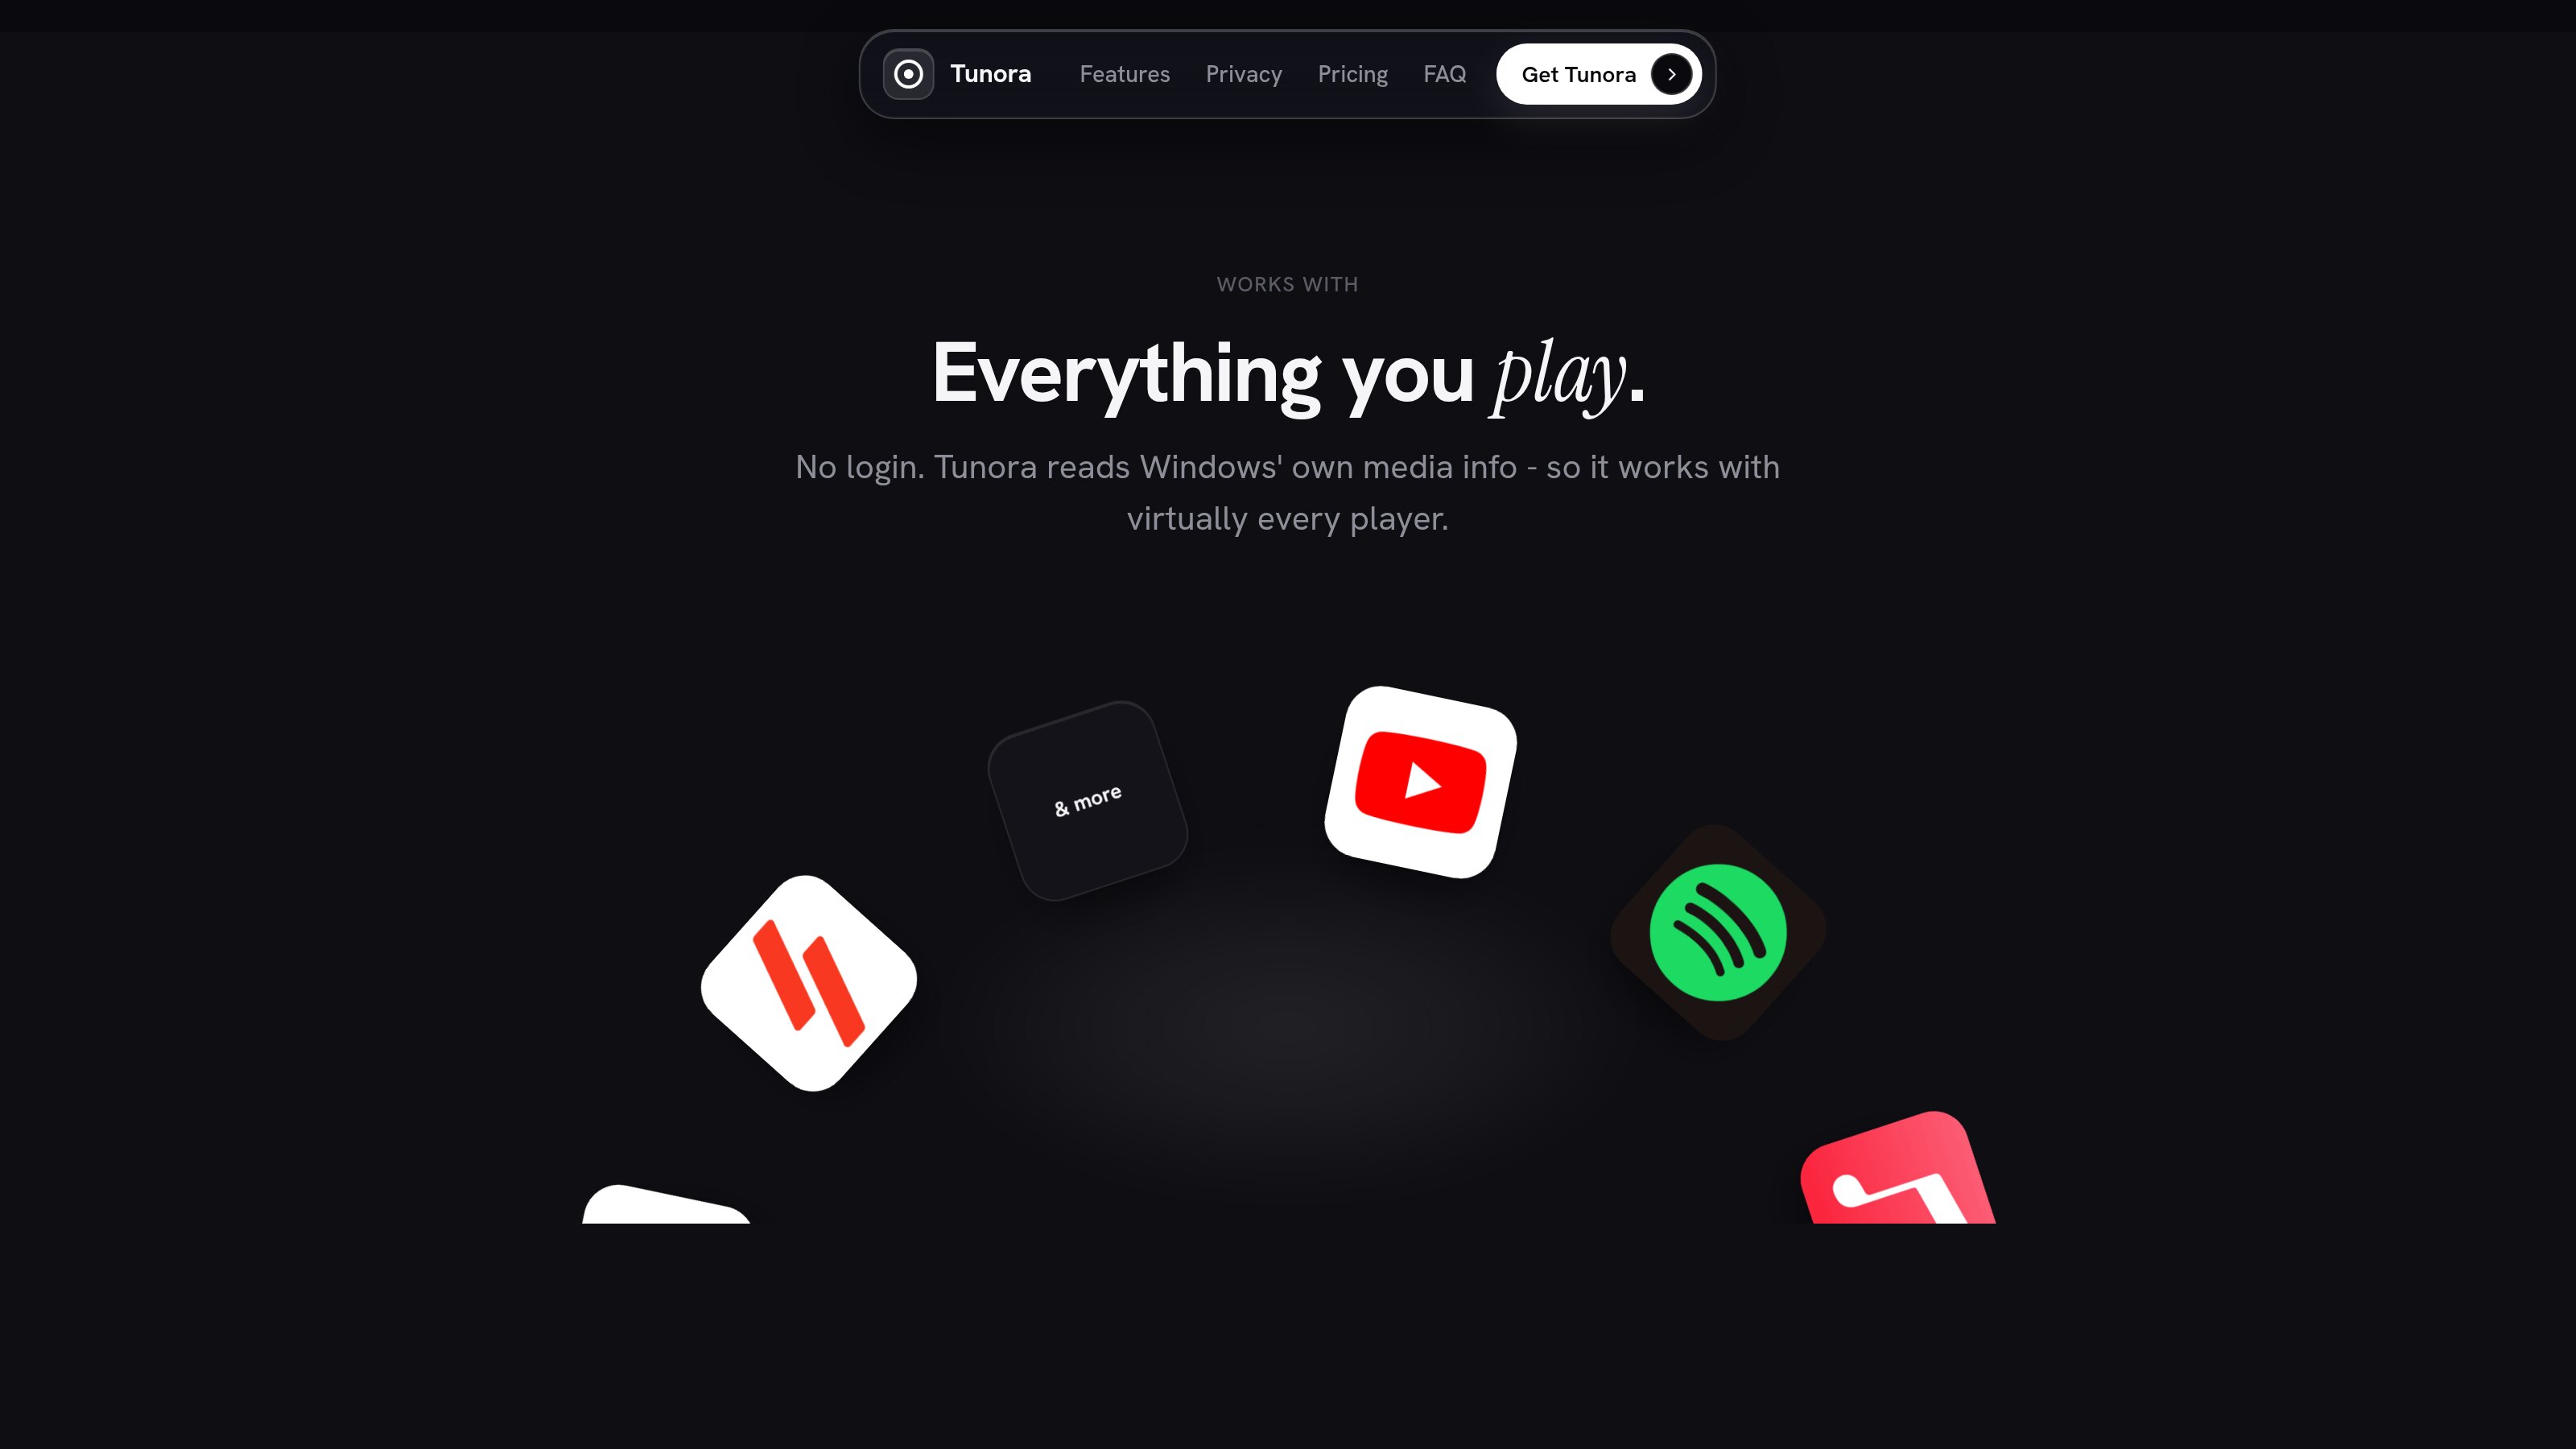 Tunora
Features
Privacy
Pricing
FAQ
Get Tunora
WORKS WITH
Everything you play.
No login. Tunora reads Windows' own media info - so it works with
virtually every player.
& more